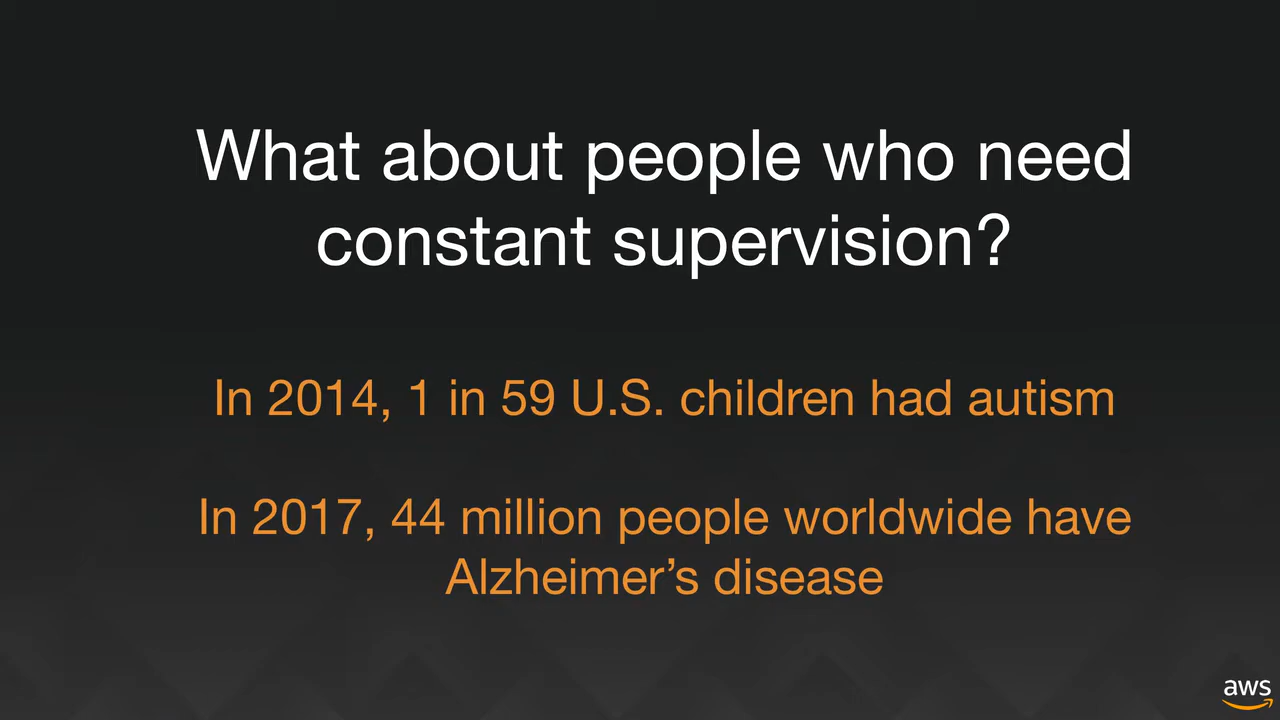 What about people who need
constant supervision?
In 2014, 1 in 59 U.S. children had autism
In 2017, 44 million people worldwide have
Alzheimer’s disease
aws